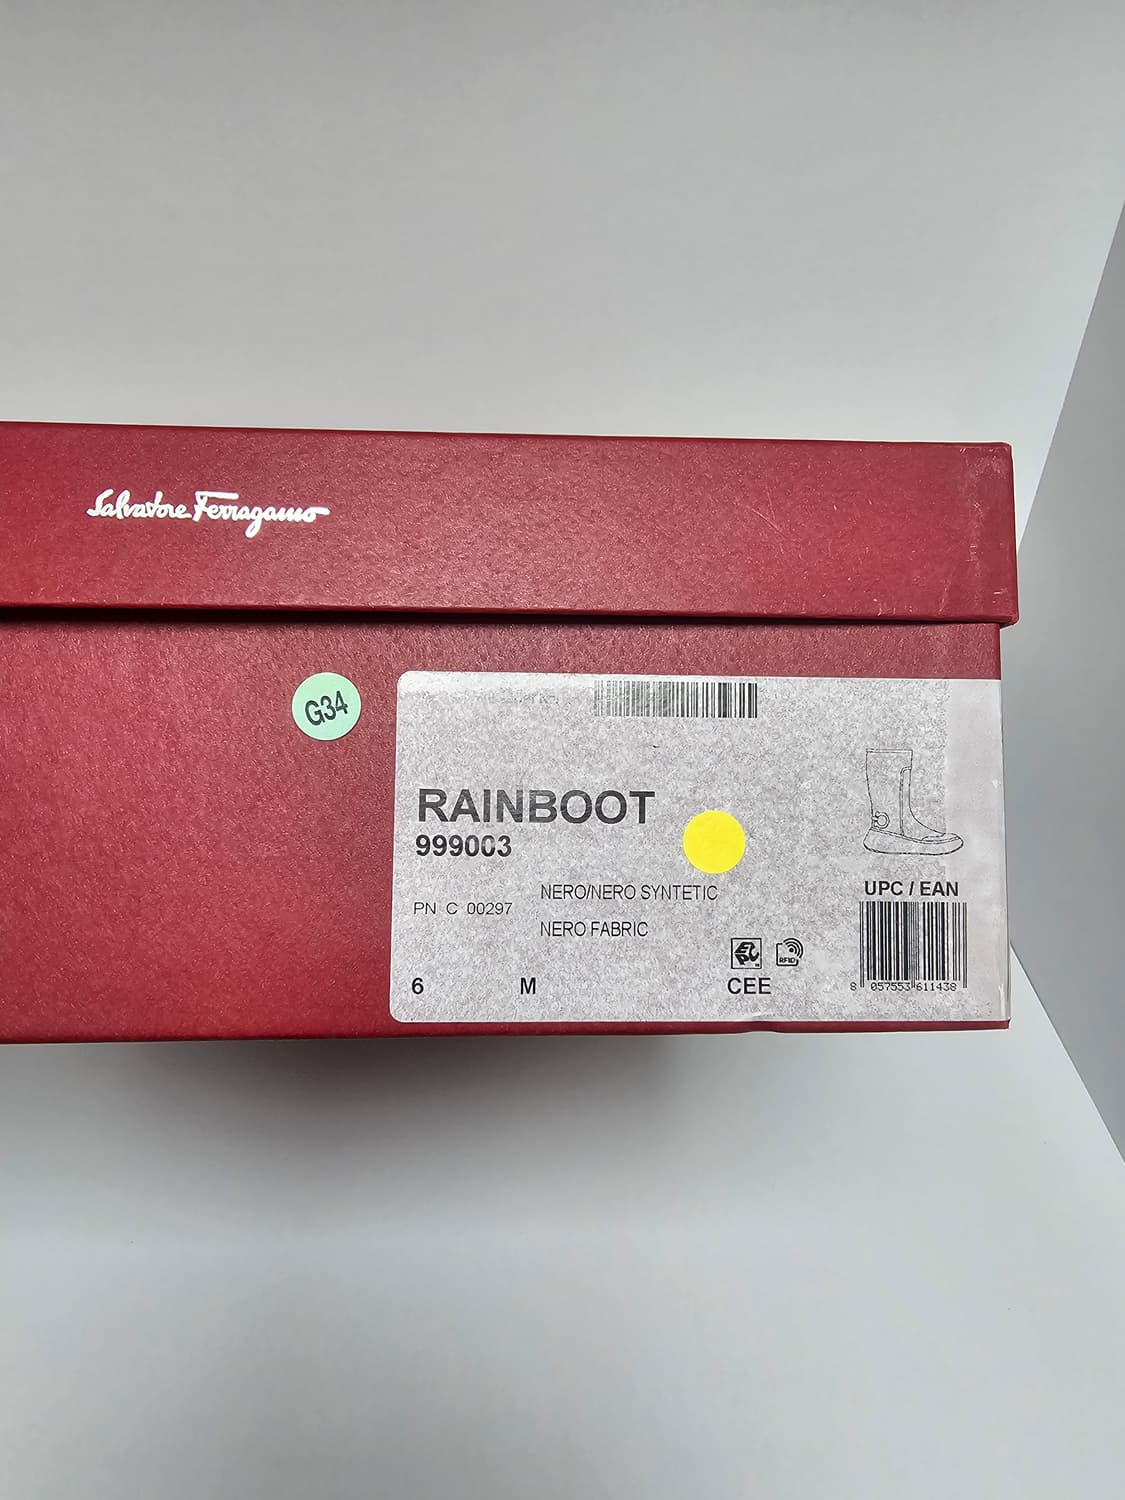 Salvatore Ferragamo
G34
RAINBOOT
999003
NERO/NERO SYNTETIC
PN C 00297
NERO FABRIC
UPC / EAN
EPC
RFID
6 M CEE
8 057553 611438